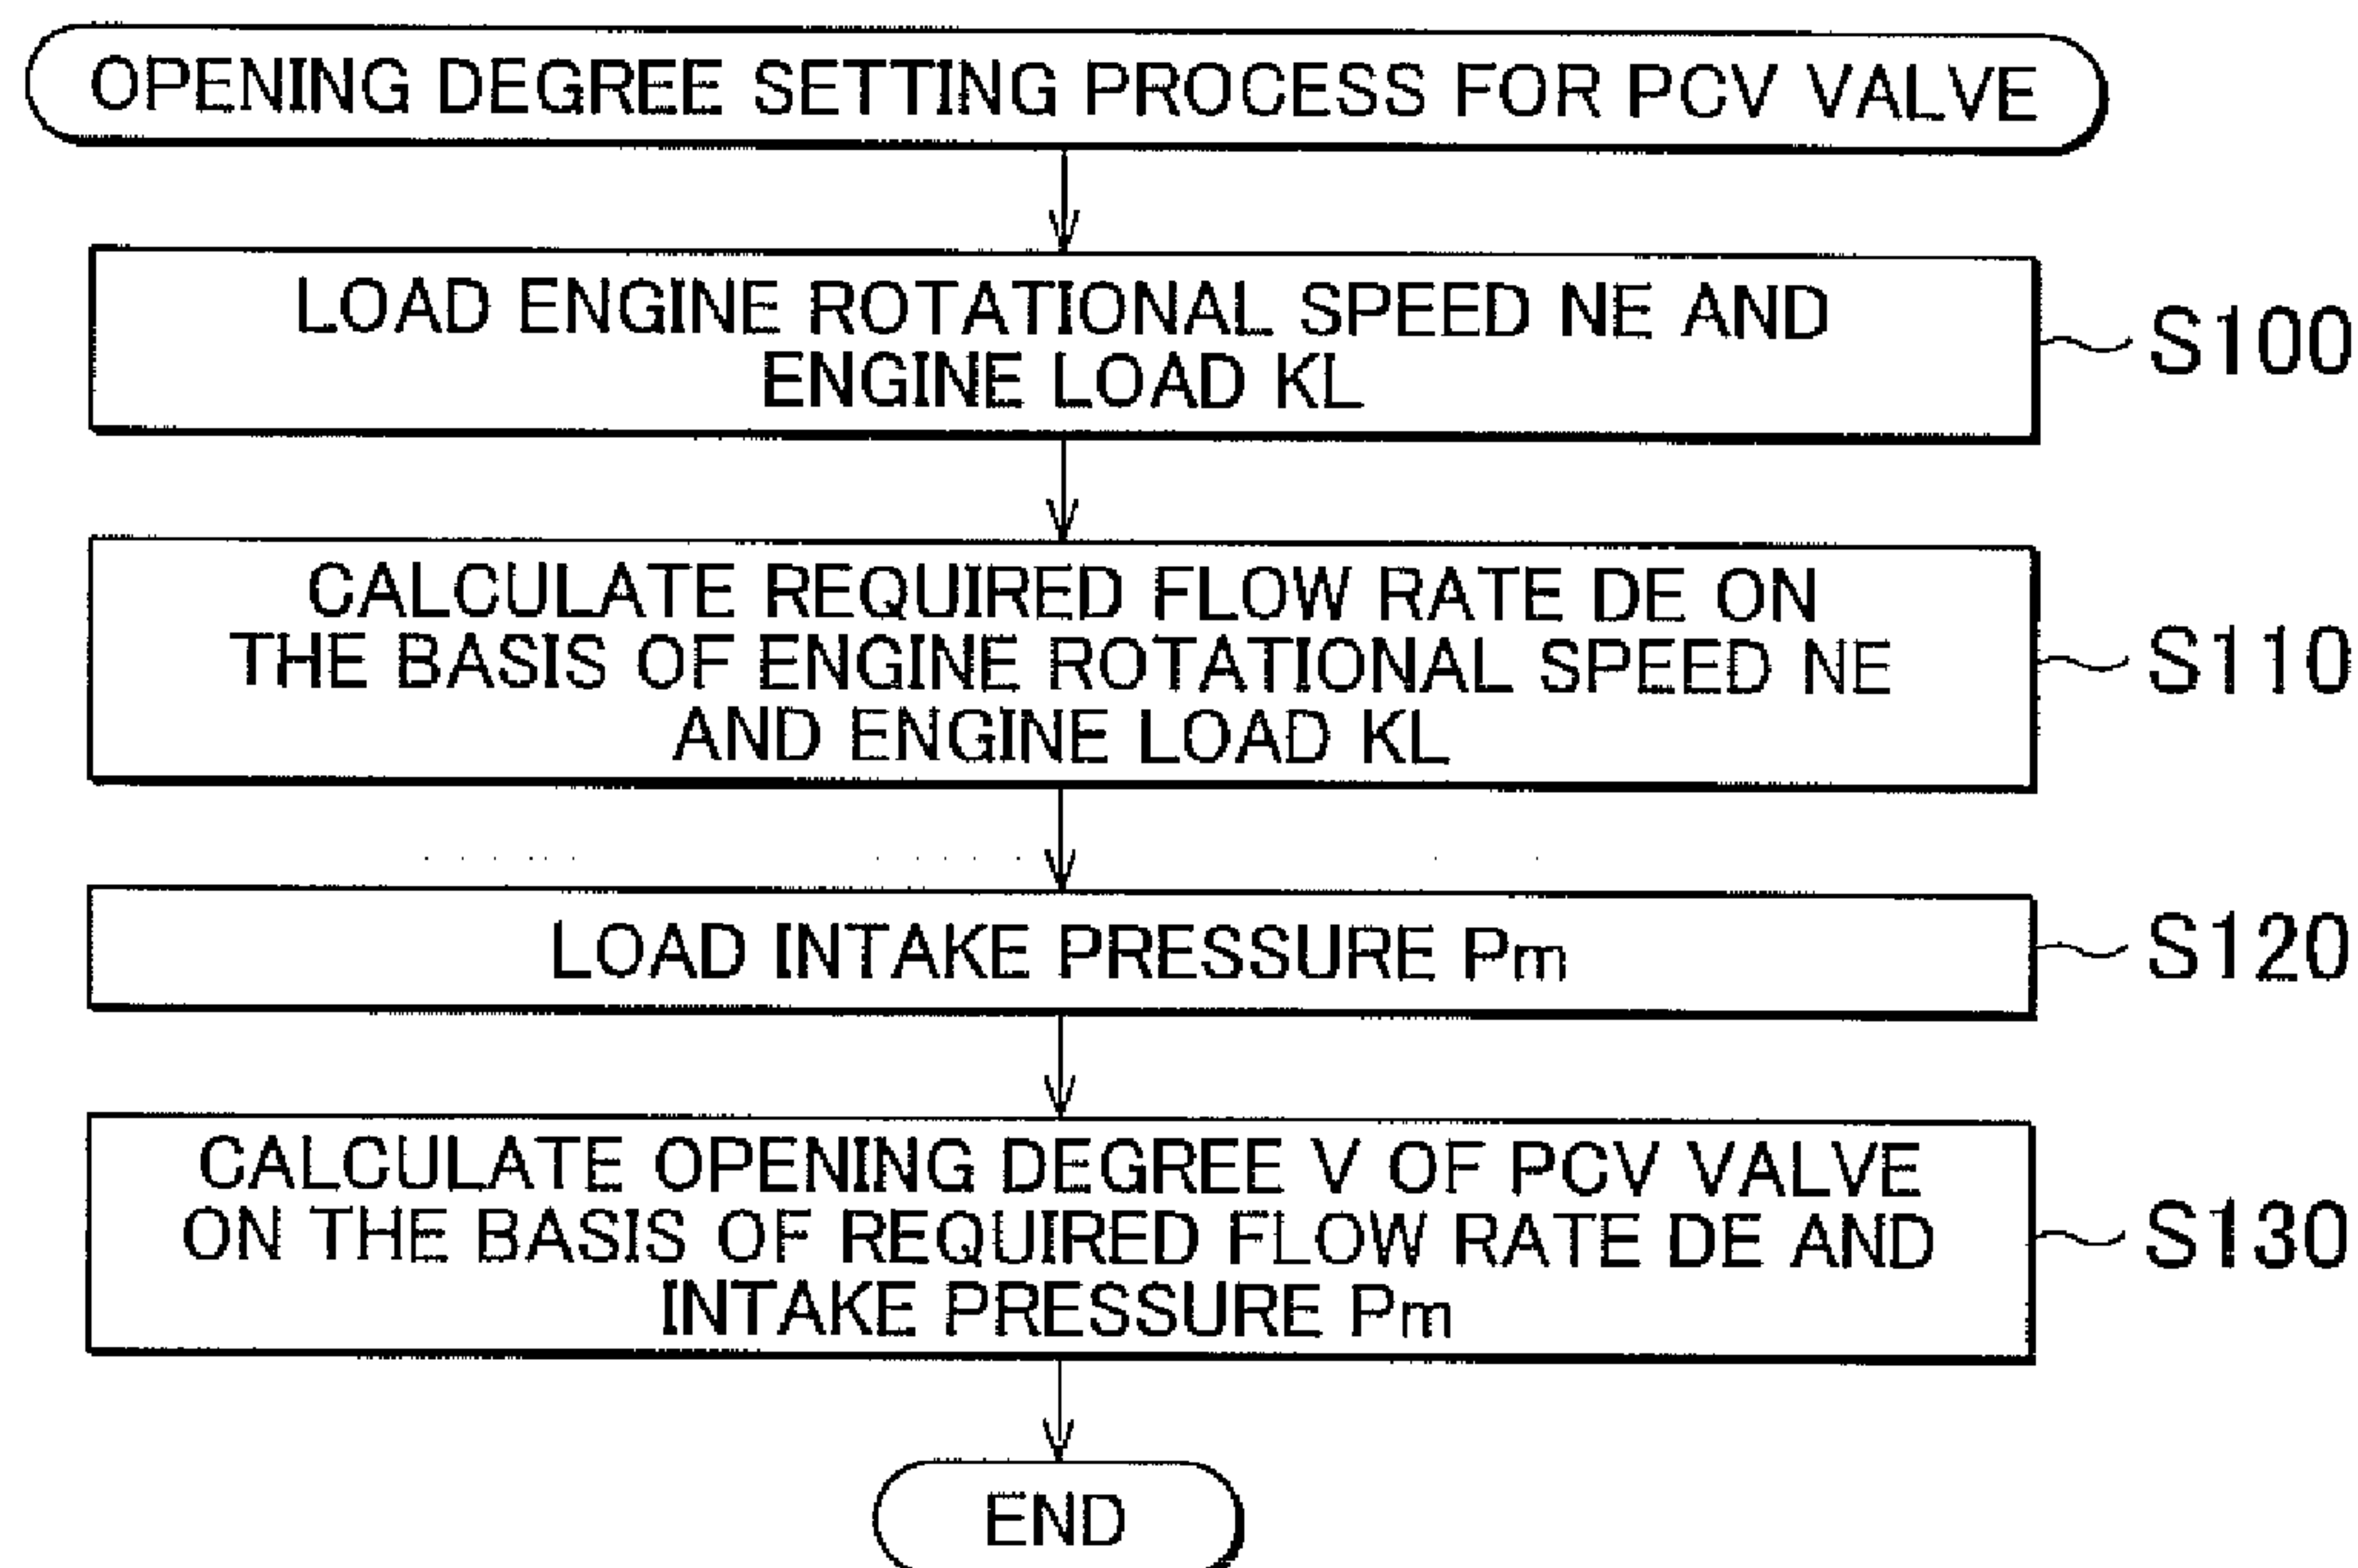 OPENING DEGREE SETTING PROCESS FOR PCV VALVE
LOAD ENGINE ROTATIONAL SPEED NE AND
ENGINE LOAD KL
S100
CALCULATE REQUIRED FLOW RATE DE ON
THE BASIS OF ENGINE ROTATIONAL SPEED NE
AND ENGINE LOAD KL
S110
LOAD INTAKE PRESSURE Pm
S120
CALCULATE OPENING DEGREE V OF PCV VALVE
ON THE BASIS OF REQUIRED FLOW RATE DE AND
INTAKE PRESSURE Pm
S130
END